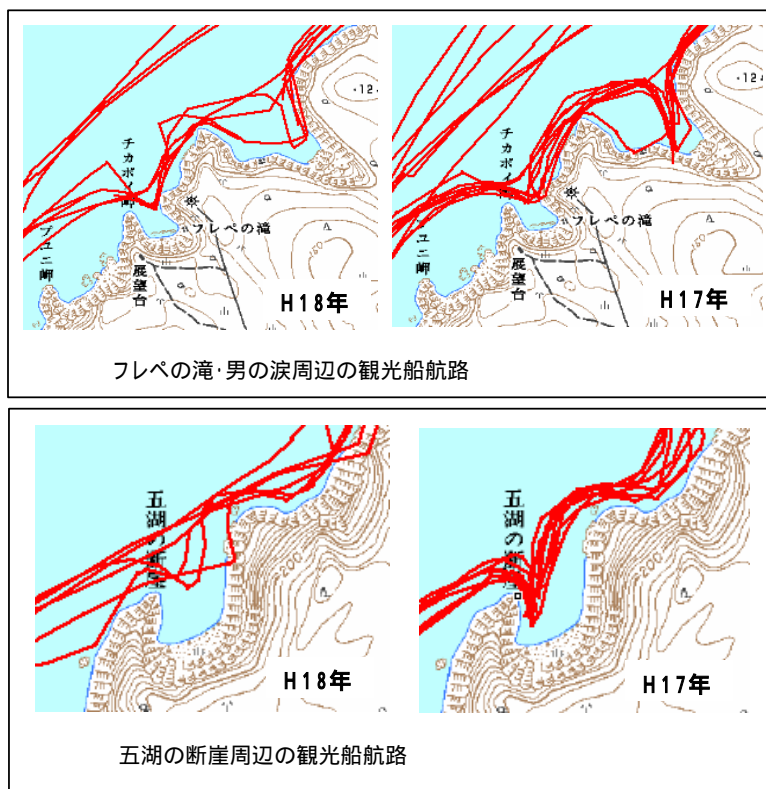 チカポイ岬
プユニ岬
フレペの滝
展望台
H18年
・124
チカポイ
プユニ岬
フレペの滝
展望台
H17年
フレペの滝・男の涙周辺の観光船航路
五湖の断崖
200
H18年
五湖の断崖
200
H17年
五湖の断崖周辺の観光船航路